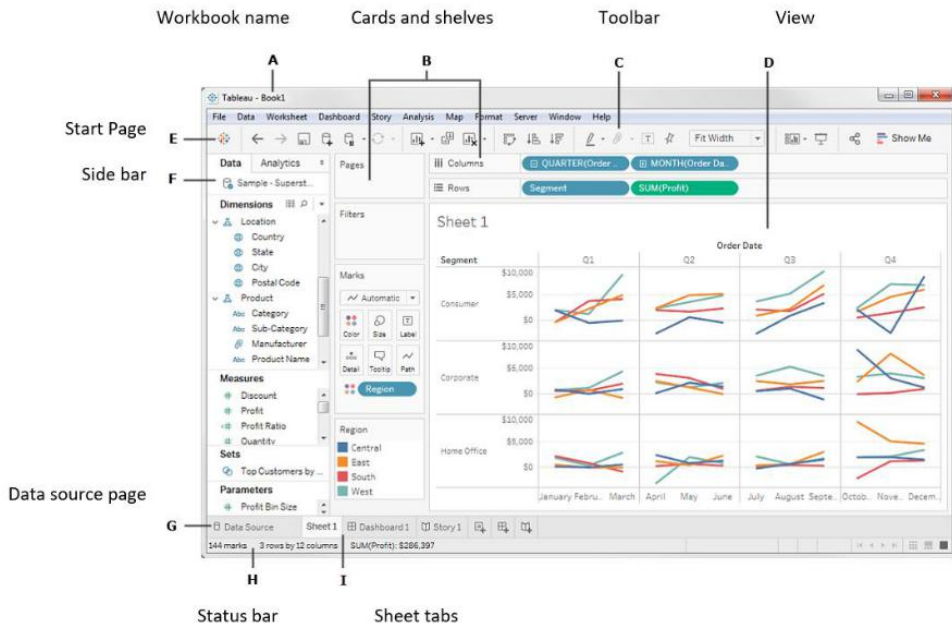 Workbook name Cards and shelves Toolbar View
A B C D
Tableau - Book1
File Data Worksheet Dashboard Story Analysis Map Format Server Window Help
Start Page
E
Fit Width
Show Me
Data Analytics
Pages
Columns
QUARTER(Order ..
MONTH(Order Da..
Side bar
F
Sample - Superst...
Rows
Segment
SUM(Profit)
Dimensions
Location
Country
State
City
Postal Code
Product
Abc Category
Abc Sub-Category
Manufacturer
Abc Product Name
Measures
Discount
Profit
Profit Ratio
Quantity
Sets
Top Customers by ...
Parameters
Profit Bin Size
Filters
Marks
Automatic
Color Size Label
Detail Tooltip Path
Region
Region
Central
East
South
West
Sheet 1
Order Date
Segment Q1 Q2 Q3 Q4
Consumer
$10,000
$5,000
$0
Corporate
$10,000
$5,000
$0
Home Office
$10,000
$5,000
$0
January Febru.. March April May June July August Septe.. Octob.. Nove.. Decem..
Data source page
G
Data Source Sheet 1 Dashboard 1 Story 1
144 marks 3 rows by 12 columns SUM(Profit): $286,397
H I
Status bar Sheet tabs